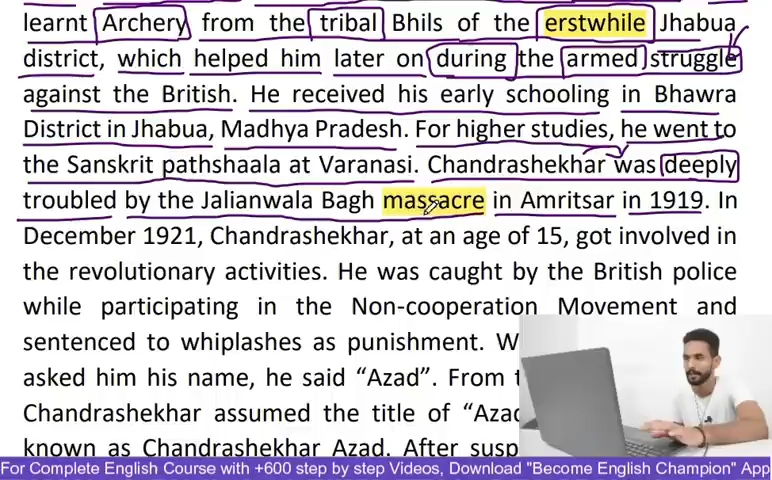 learnt Archery from the tribal Bhils of the erstwhile Jhabua
district, which helped him later on during the armed struggle
against the British. He received his early schooling in Bhawra
District in Jhabua, Madhya Pradesh. For higher studies, he went to
the Sanskrit pathshaala at Varanasi. Chandrashekhar was deeply
troubled by the Jalianwala Bagh massacre in Amritsar in 1919. In
December 1921, Chandrashekhar, at an age of 15, got involved in
the revolutionary activities. He was caught by the British police
while participating in the Non-cooperation Movement and
sentenced to whiplashes as punishment.
asked him his name, he said “Azad”. From
Chandrashekhar assumed the title of
known as Chandrashekhar Azad. After
For Complete English Course with +600 step by step Videos, Download "Become English Champion" App